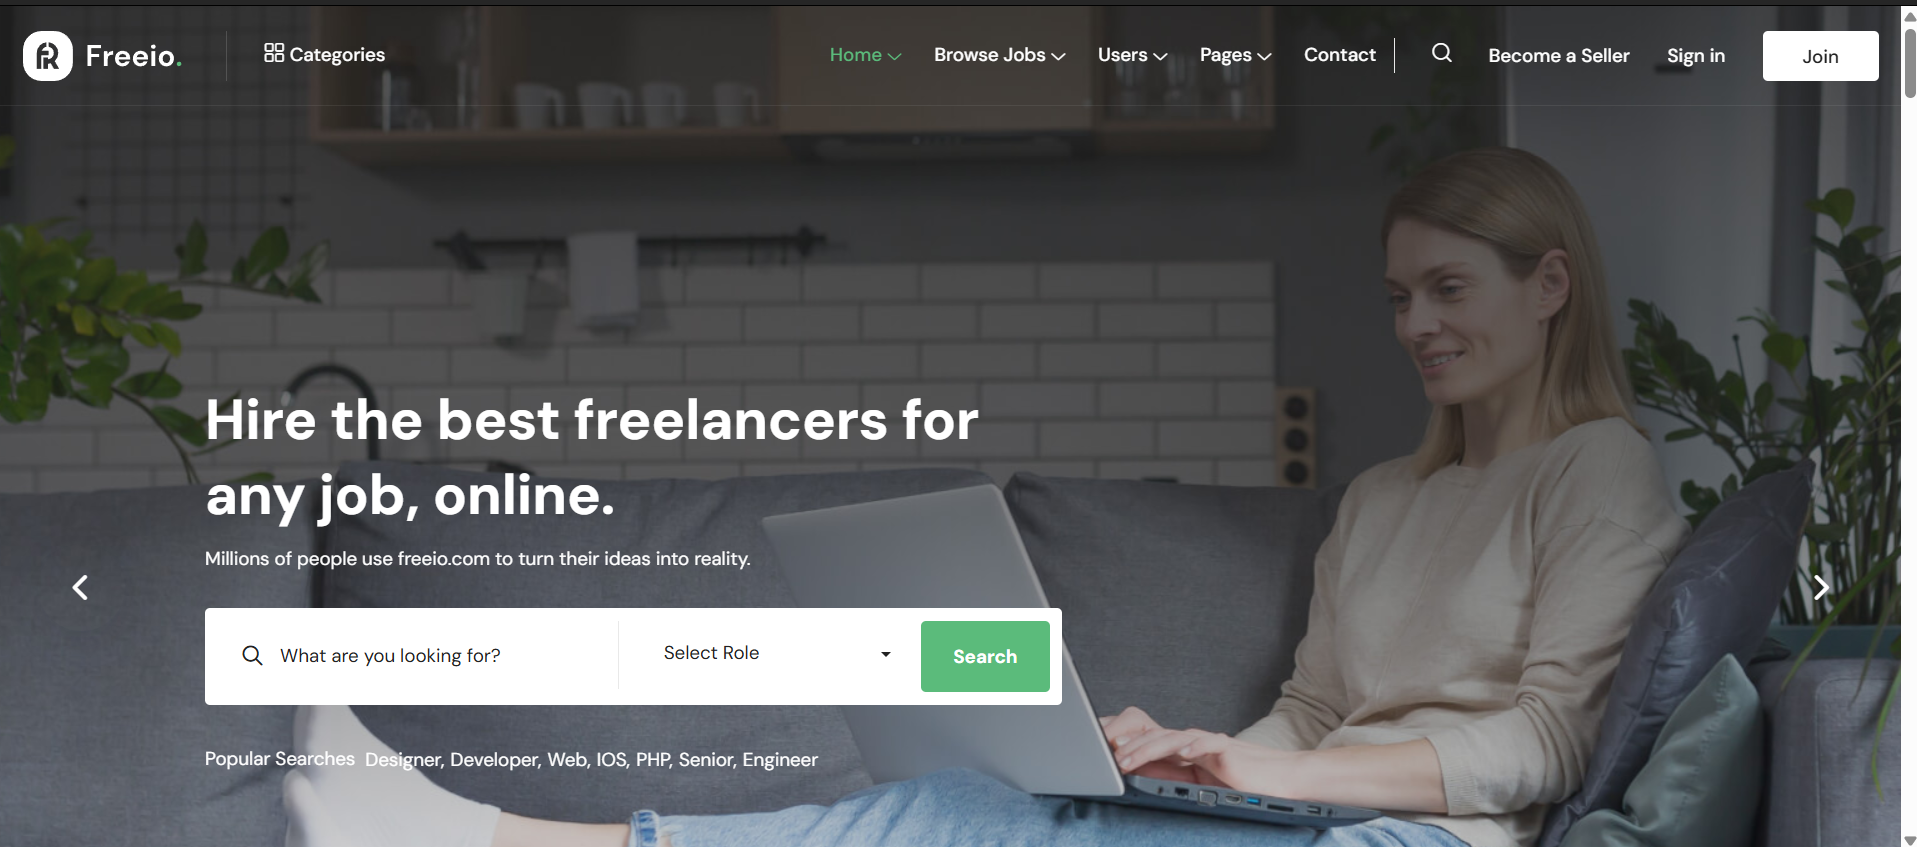 Freeio.
Categories
Home
Browse Jobs
Users
Pages
Contact
Become a Seller
Sign in
Join
Hire the best freelancers for
any job, online.
Millions of people use freeio.com to turn their ideas into reality.
What are you looking for?
Select Role
Search
Popular Searches Designer, Developer, Web, IOS, PHP, Senior, Engineer